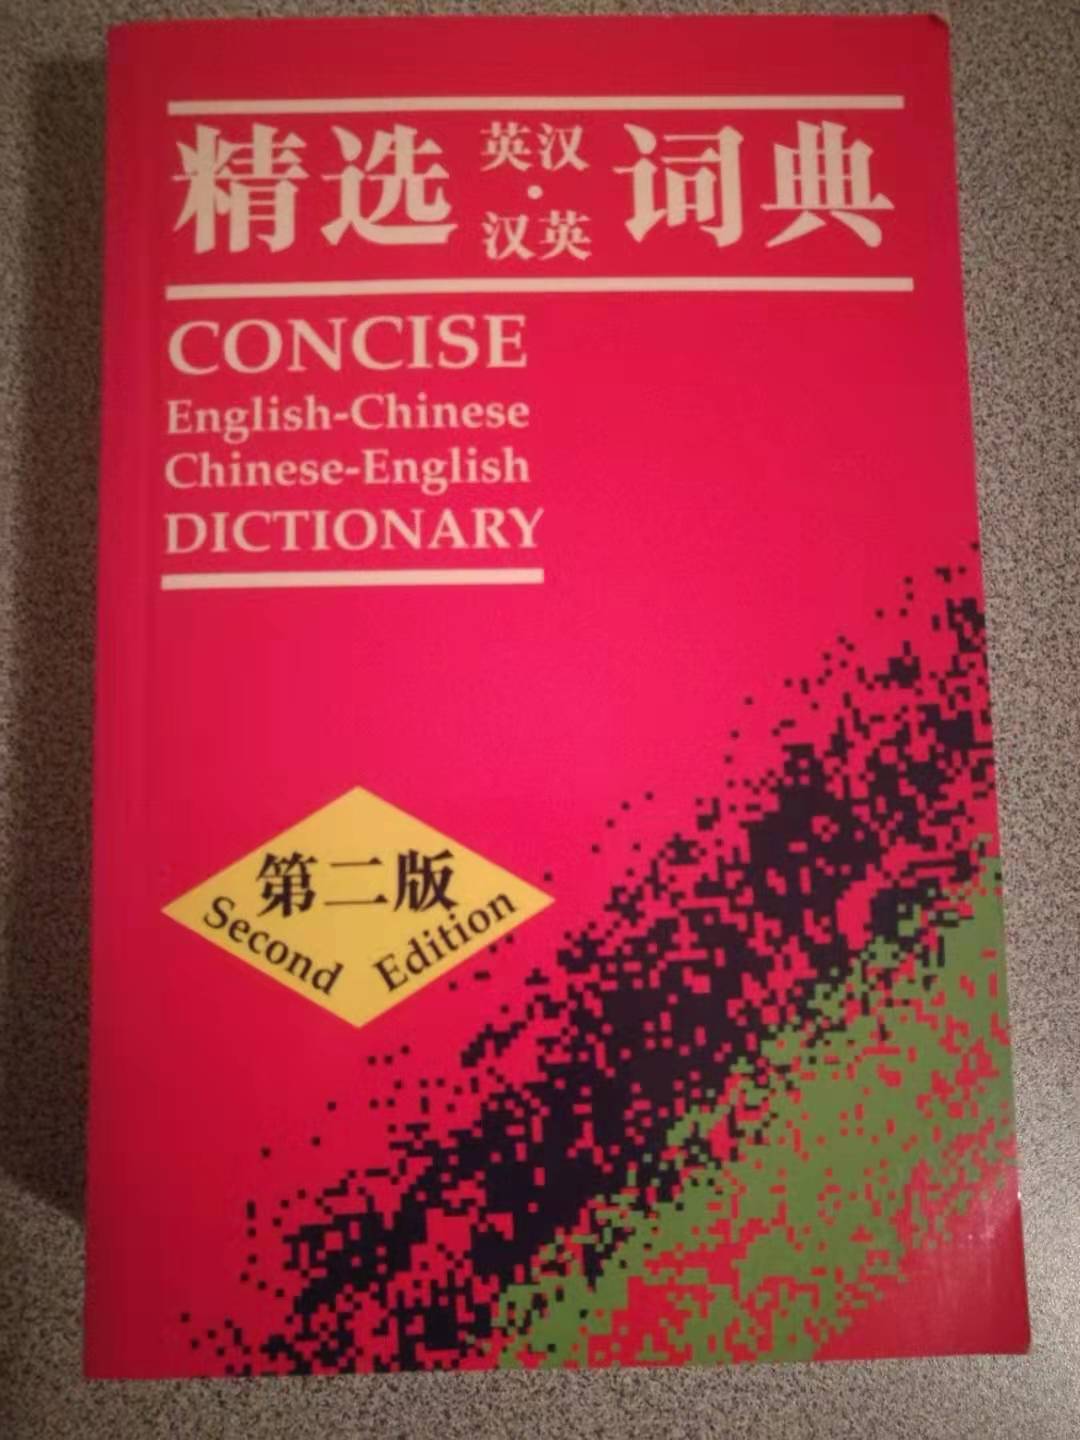 精选 英汉·汉英 词典
CONCISE
English-Chinese
Chinese-English
DICTIONARY
第二版
Second Edition